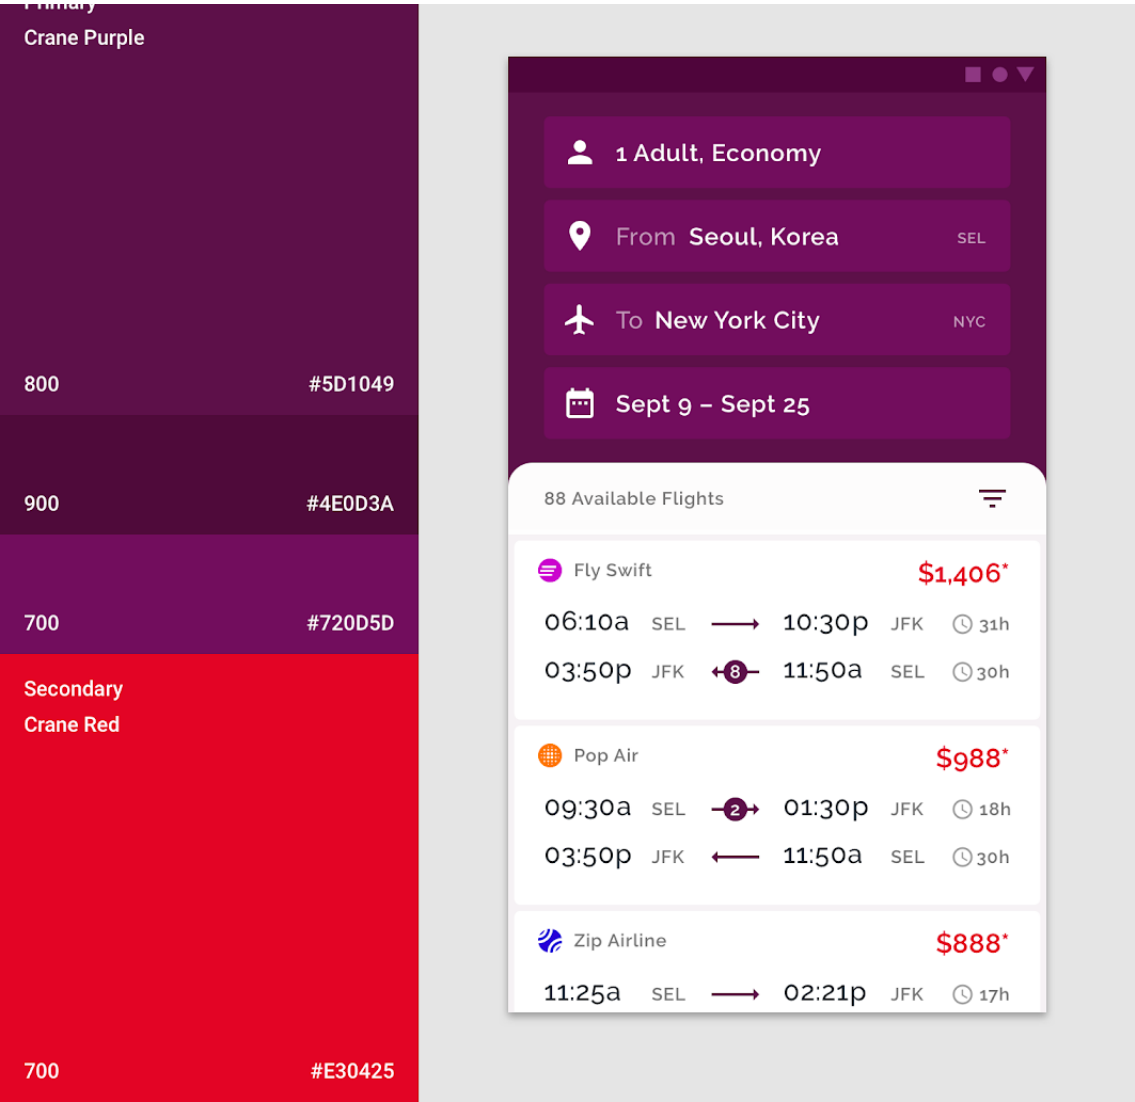 Primary
Crane Purple
800 #5D1049
900 #4E0D3A
700 #720D5D
Secondary
Crane Red
700 #E30425
1 Adult, Economy
From Seoul, Korea SEL
To New York City NYC
Sept 9 – Sept 25
88 Available Flights
Fly Swift $1,406*
06:10a SEL 10:30p JFK 31h
03:50p JFK 8 11:50a SEL 30h
Pop Air $988*
09:30a SEL 2 01:30p JFK 18h
03:50p JFK 11:50a SEL 30h
Zip Airline $888*
11:25a SEL 02:21p JFK 17h